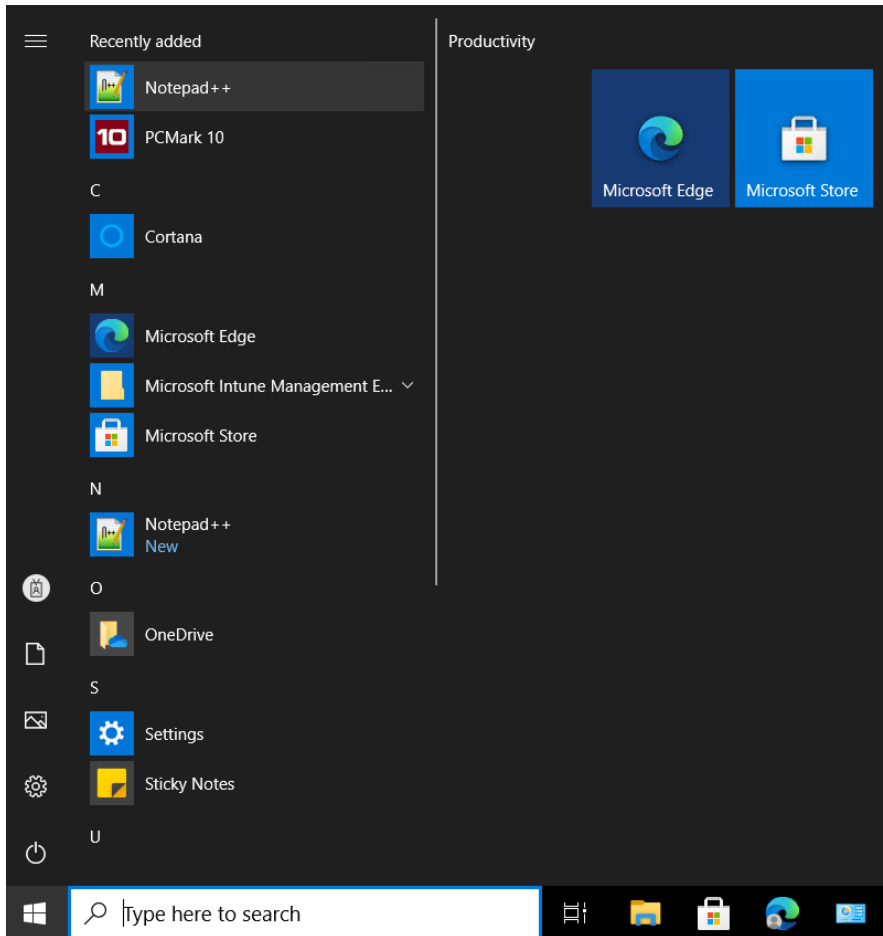 Recently added
Notepad++
PCMark 10
C
Cortana
M
Microsoft Edge
Microsoft Intune Management E...
Microsoft Store
N
Notepad++
New
O
OneDrive
S
Settings
Sticky Notes
U
Productivity
Microsoft Edge
Microsoft Store
Type here to search